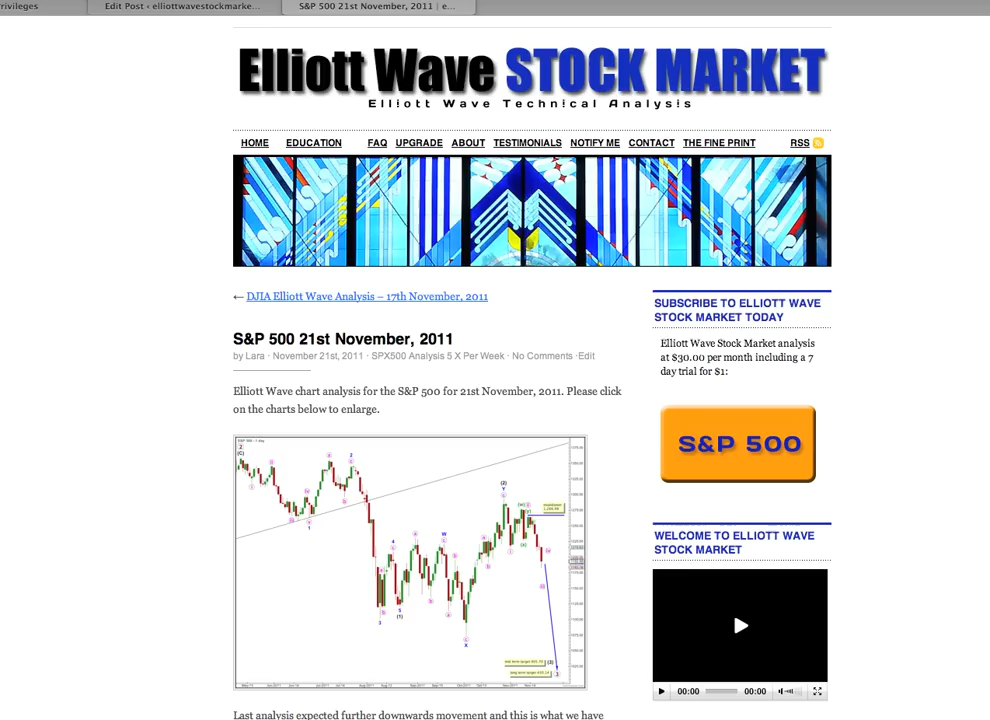 rivileges
Edit Post ‹ elliottwavestockmarke...
S&P 500 21st November, 2011 | e...
Elliott Wave STOCK MARKET
Elliott Wave Technical Analysis
HOME EDUCATION FAQ UPGRADE ABOUT TESTIMONIALS NOTIFY ME CONTACT THE FINE PRINT RSS
← DJIA Elliott Wave Analysis – 17th November, 2011
S&P 500 21st November, 2011
by Lara · November 21st, 2011 · SPX500 Analysis 5 X Per Week · No Comments ·Edit
Elliott Wave chart analysis for the S&P 500 for 21st November, 2011. Please click
on the charts below to enlarge.
S&P 500 - 1 day
Last analysis expected further downwards movement and this is what we have
SUBSCRIBE TO ELLIOTT WAVE
STOCK MARKET TODAY
Elliott Wave Stock Market analysis
at $30.00 per month including a 7
day trial for $1:
S&P 500
WELCOME TO ELLIOTT WAVE
STOCK MARKET
00:00 00:00